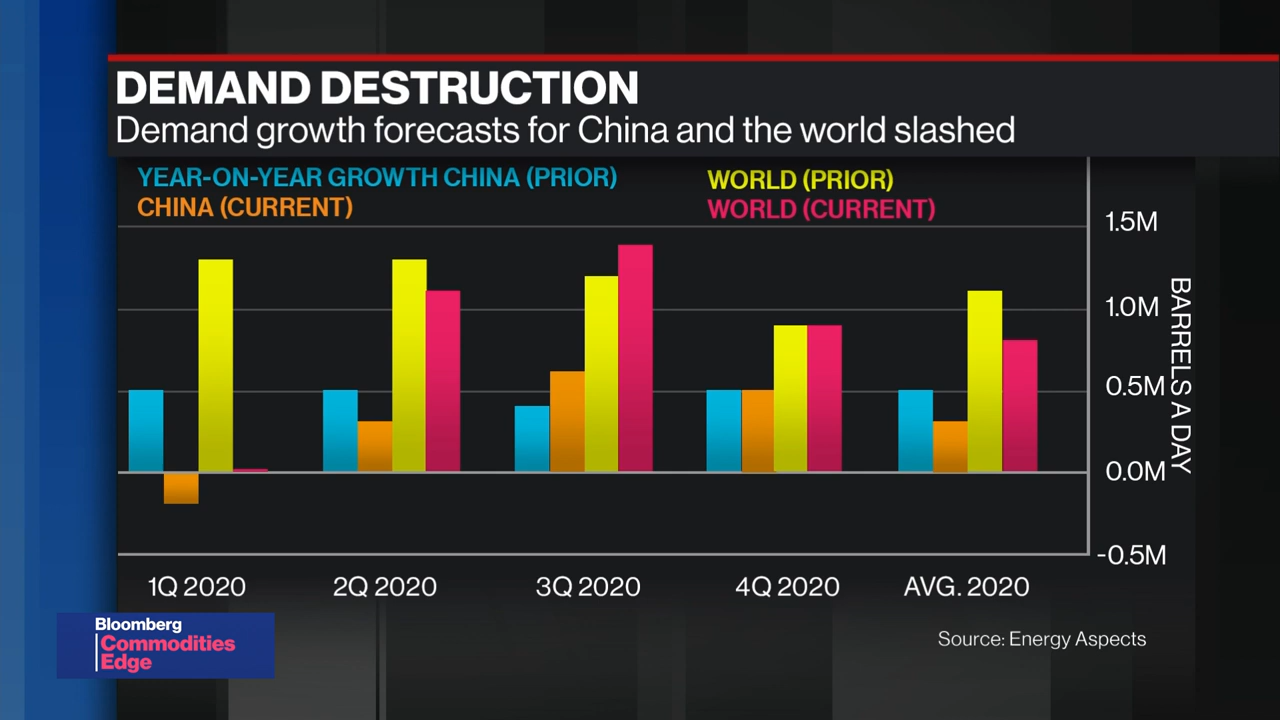 DEMAND DESTRUCTION
Demand growth forecasts for China and the world slashed
YEAR-ON-YEAR GROWTH CHINA (PRIOR)
CHINA (CURRENT)
WORLD (PRIOR)
WORLD (CURRENT)
1.5M
1.0M
0.5M
0.0M
-0.5M
BARRELS A DAY
1Q 2020
2Q 2020
3Q 2020
4Q 2020
AVG. 2020
Bloomberg
Commodities
Edge
Source: Energy Aspects